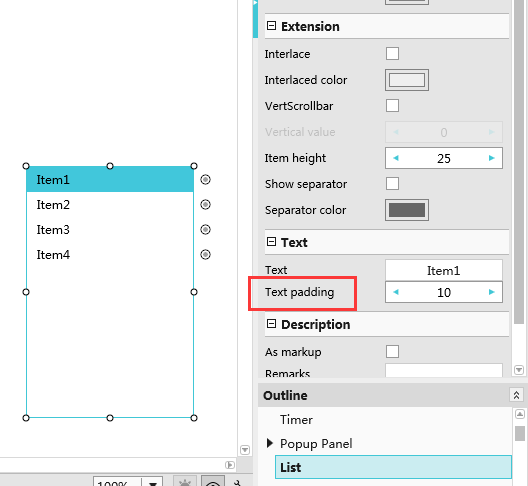 Extension
Interlace
Interlaced color
VertScrollbar
Vertical value 0
Item height 25
Show separator
Separator color
Text
Text Item1
Text padding 10
Description
As markup
Remarks
Item1
Item2
Item3
Item4
Outline
Timer
Popup Panel
List
100%